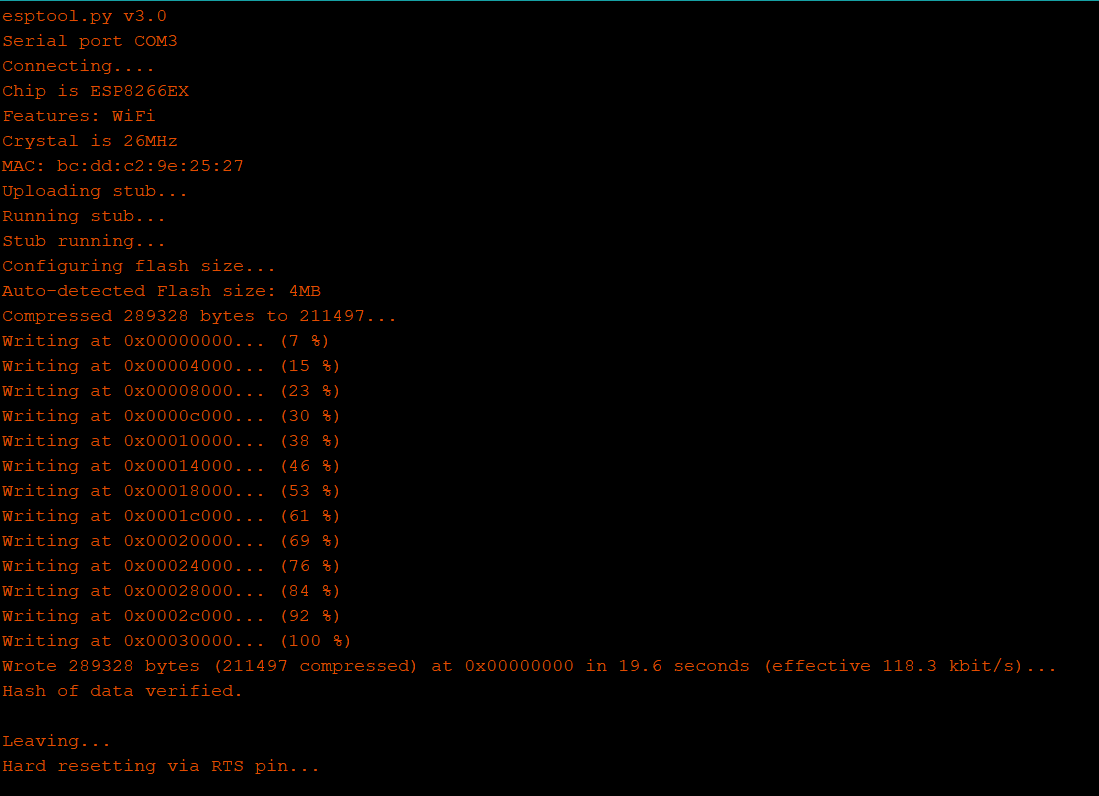 esptool.py v3.0
Serial port COM3
Connecting....
Chip is ESP8266EX
Features: WiFi
Crystal is 26MHz
MAC: bc:dd:c2:9e:25:27
Uploading stub...
Running stub...
Stub running...
Configuring flash size...
Auto-detected Flash size: 4MB
Compressed 289328 bytes to 211497...
Writing at 0x00000000... (7 %)
Writing at 0x00004000... (15 %)
Writing at 0x00008000... (23 %)
Writing at 0x0000c000... (30 %)
Writing at 0x00010000... (38 %)
Writing at 0x00014000... (46 %)
Writing at 0x00018000... (53 %)
Writing at 0x0001c000... (61 %)
Writing at 0x00020000... (69 %)
Writing at 0x00024000... (76 %)
Writing at 0x00028000... (84 %)
Writing at 0x0002c000... (92 %)
Writing at 0x00030000... (100 %)
Wrote 289328 bytes (211497 compressed) at 0x00000000 in 19.6 seconds (effective 118.3 kbit/s)...
Hash of data verified.

Leaving...
Hard resetting via RTS pin...